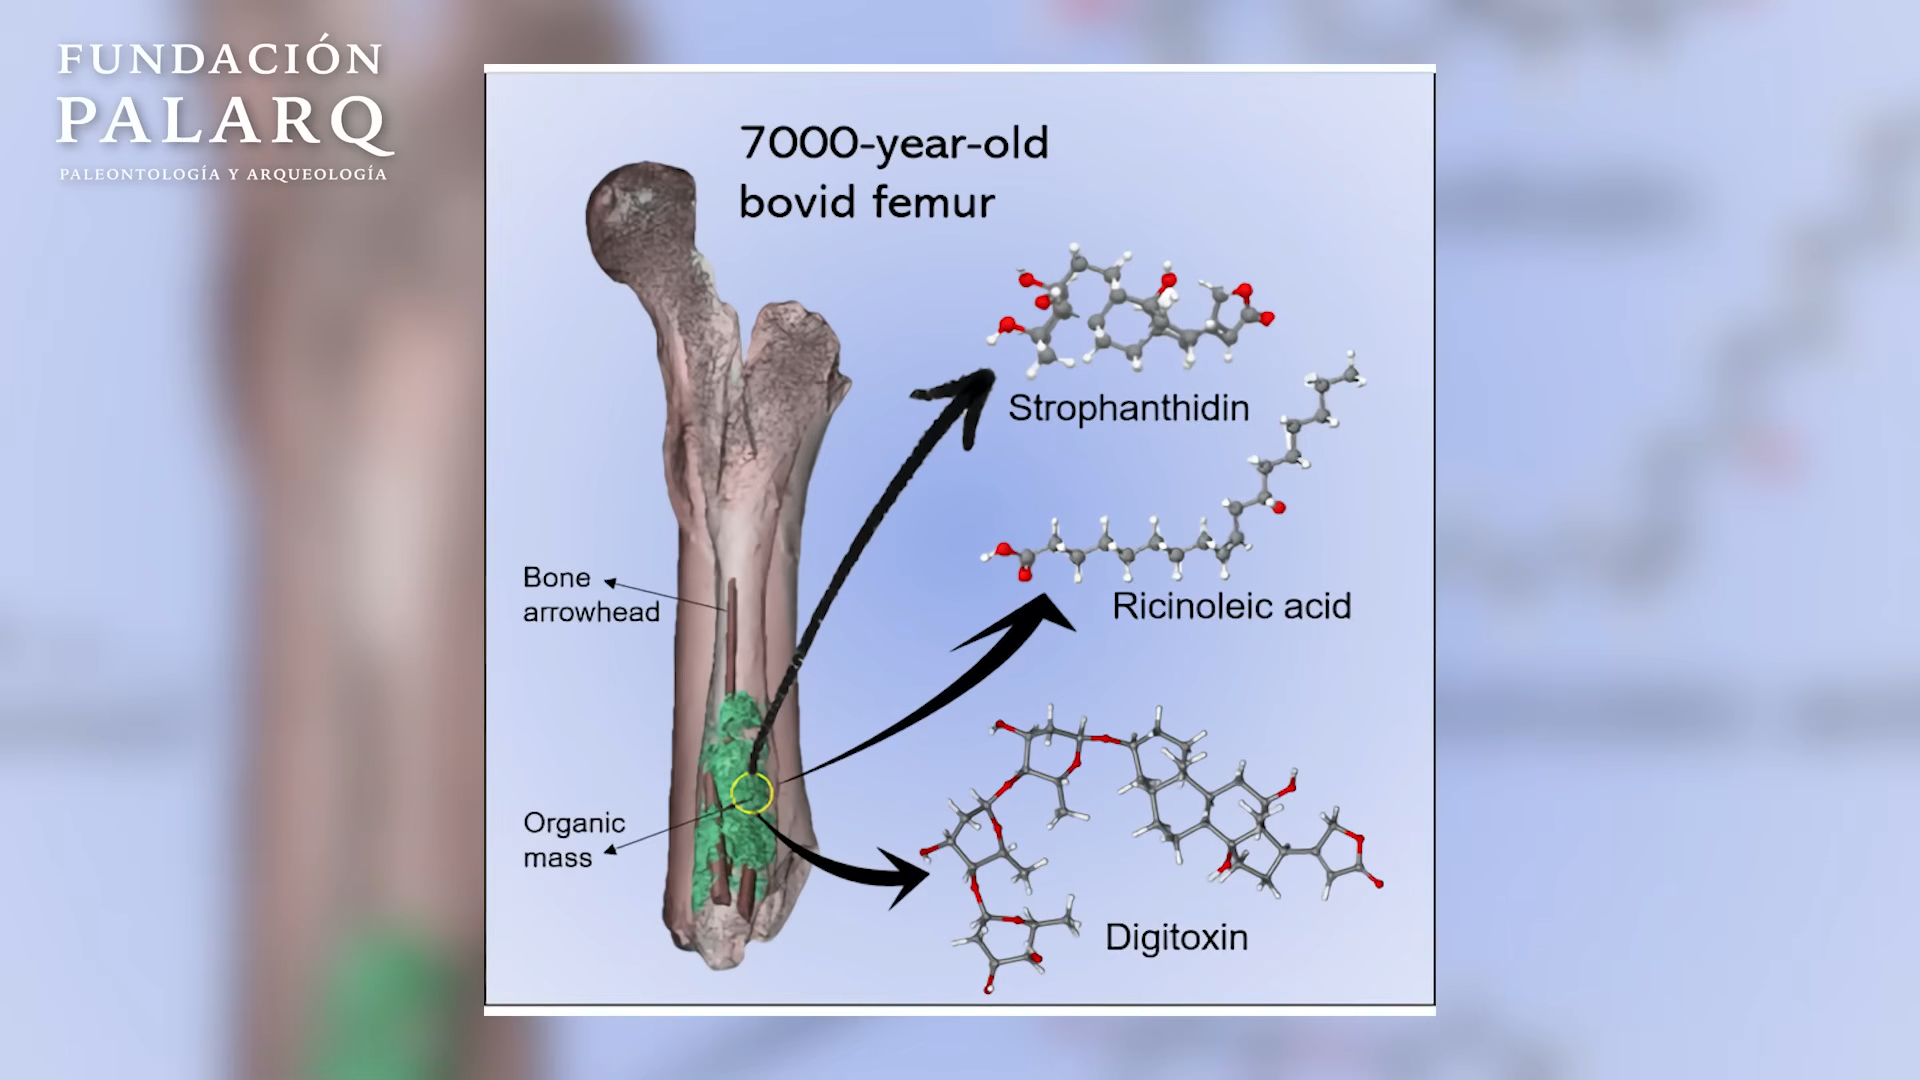 FUNDACIÓN
PALARQ
PALEONTOLOGÍA Y ARQUEOLOGÍA
7000-year-old
bovid femur
Strophanthidin
Ricinoleic acid
Bone
arrowhead
Organic
mass
Digitoxin